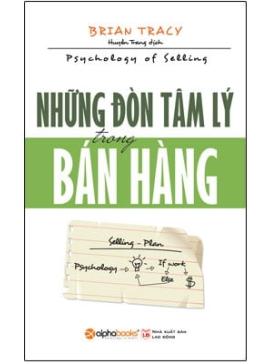 BRIAN TRACY
Huyền Trang dịch
Psychology of Selling
NHỮNG ĐÒN TÂM LÝ
trong
BÁN HÀNG
Selling - Plan
Psychology
If work
$
Else
alphabooks
NHÀ XUẤT BẢN
LAO ĐỘNG